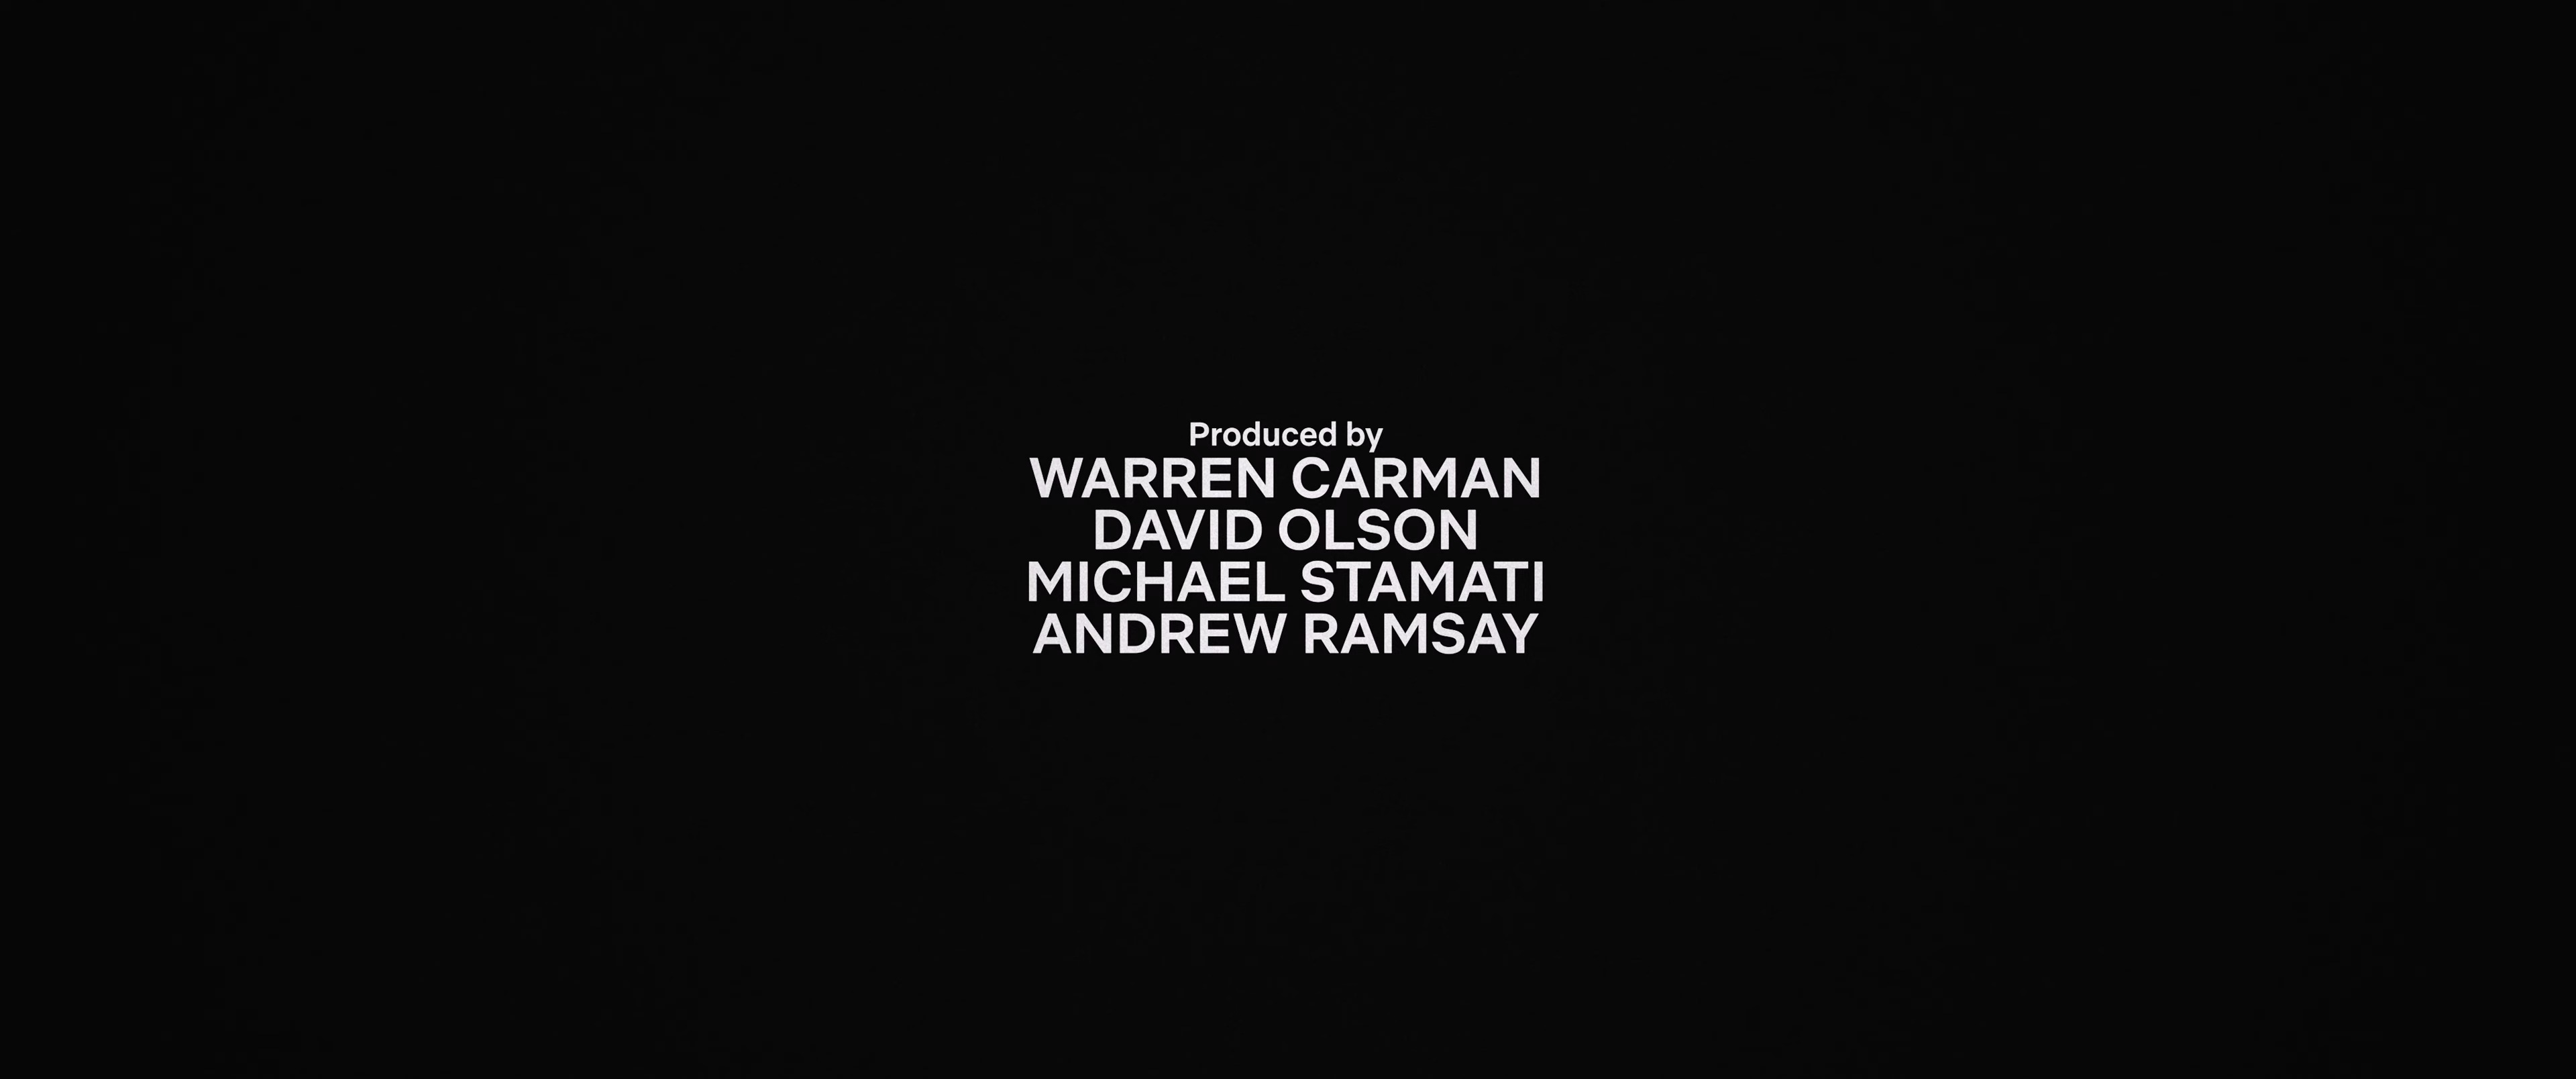 Produced by
WARREN CARMAN
DAVID OLSON
MICHAEL STAMATI
ANDREW RAMSAY